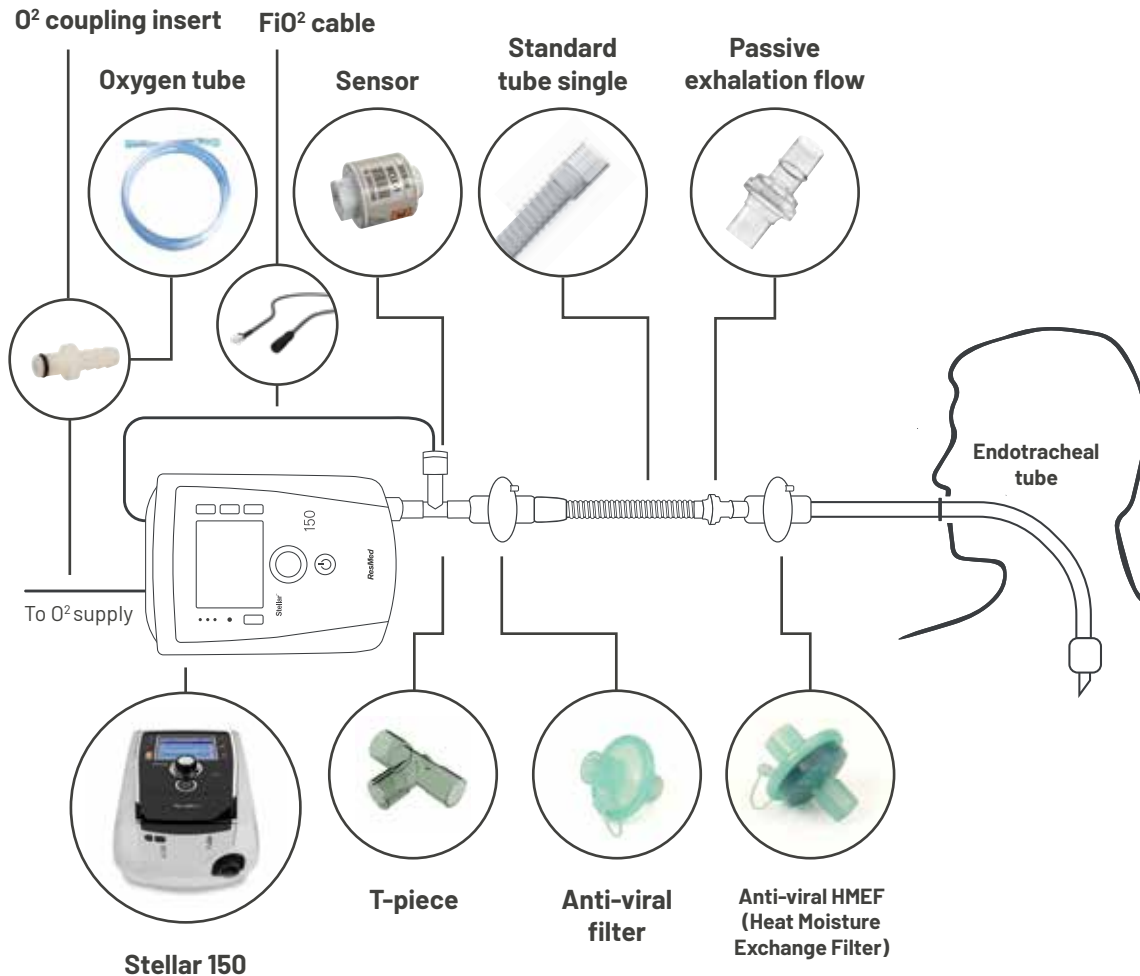 O² coupling insert
FiO² cable
Oxygen tube
Sensor
Standard
tube single
Passive
exhalation flow
Endotracheal
tube
150
Stellar
ResMed
To O² supply
T-piece
Anti-viral
filter
Anti-viral HMEF
(Heat Moisture
Exchange Filter)
Stellar 150